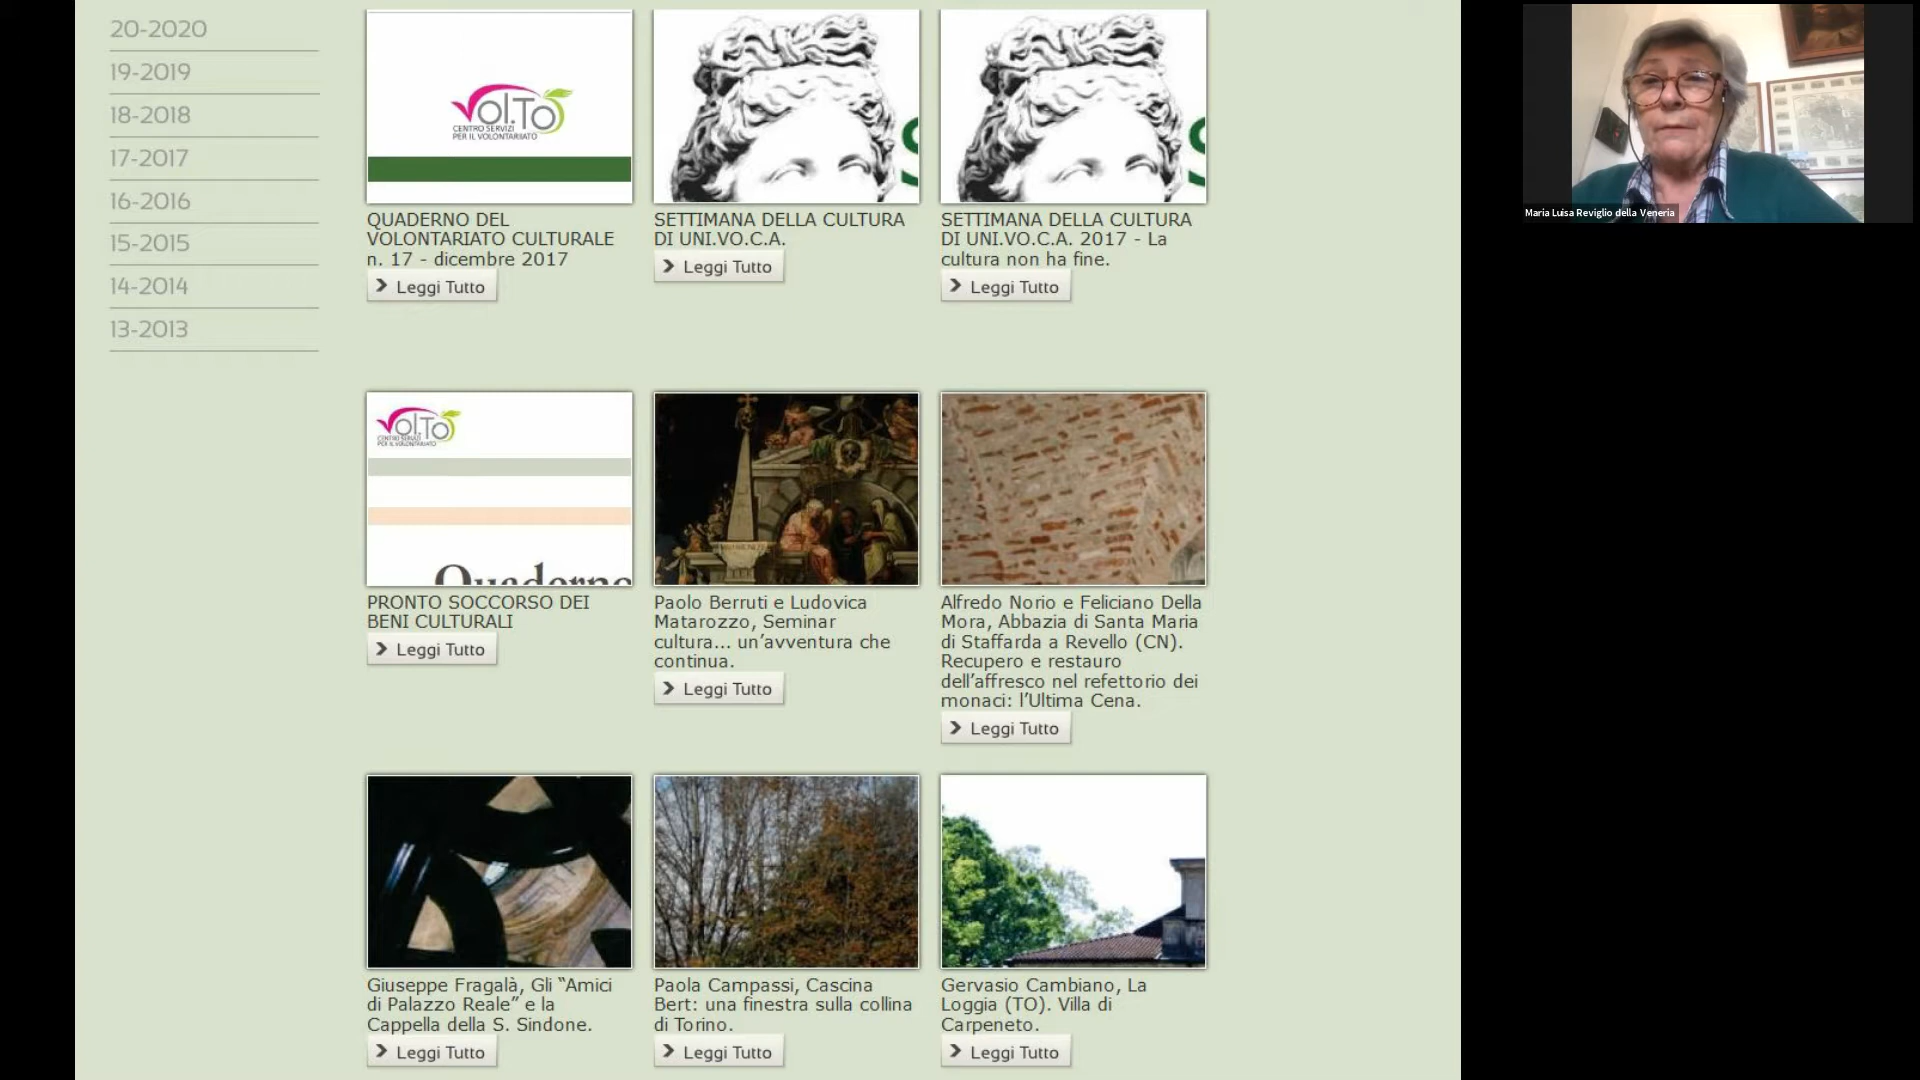 20-2020
19-2019
18-2018
17-2017
16-2016
15-2015
14-2014
13-2013
Vol.To
CENTRO SERVIZI
PER IL VOLONTARIATO
QUADERNO DEL
VOLONTARIATO CULTURALE
n. 17 - dicembre 2017
Leggi Tutto
S
SETTIMANA DELLA CULTURA
DI UNI.VO.C.A.
Leggi Tutto
S
SETTIMANA DELLA CULTURA
DI UNI.VO.C.A. 2017 - La
cultura non ha fine.
Leggi Tutto
Vol.To
CENTRO SERVIZI
PER IL VOLONTARIATO
Quaderno
PRONTO SOCCORSO DEI
BENI CULTURALI
Leggi Tutto
Paolo Berruti e Ludovica
Matarozzo, Seminar
cultura... un’avventura che
continua.
Leggi Tutto
Alfredo Norio e Feliciano Della
Mora, Abbazia di Santa Maria
di Staffarda a Revello (CN).
Recupero e restauro
dell’affresco nel refettorio dei
monaci: l’Ultima Cena.
Leggi Tutto
Giuseppe Fragalà, Gli “Amici
di Palazzo Reale” e la
Cappella della S. Sindone.
Leggi Tutto
Paola Campassi, Cascina
Bert: una finestra sulla collina
di Torino.
Leggi Tutto
Gervasio Cambiano, La
Loggia (TO). Villa di
Carpeneto.
Leggi Tutto
Maria Luisa Reviglio della Veneria